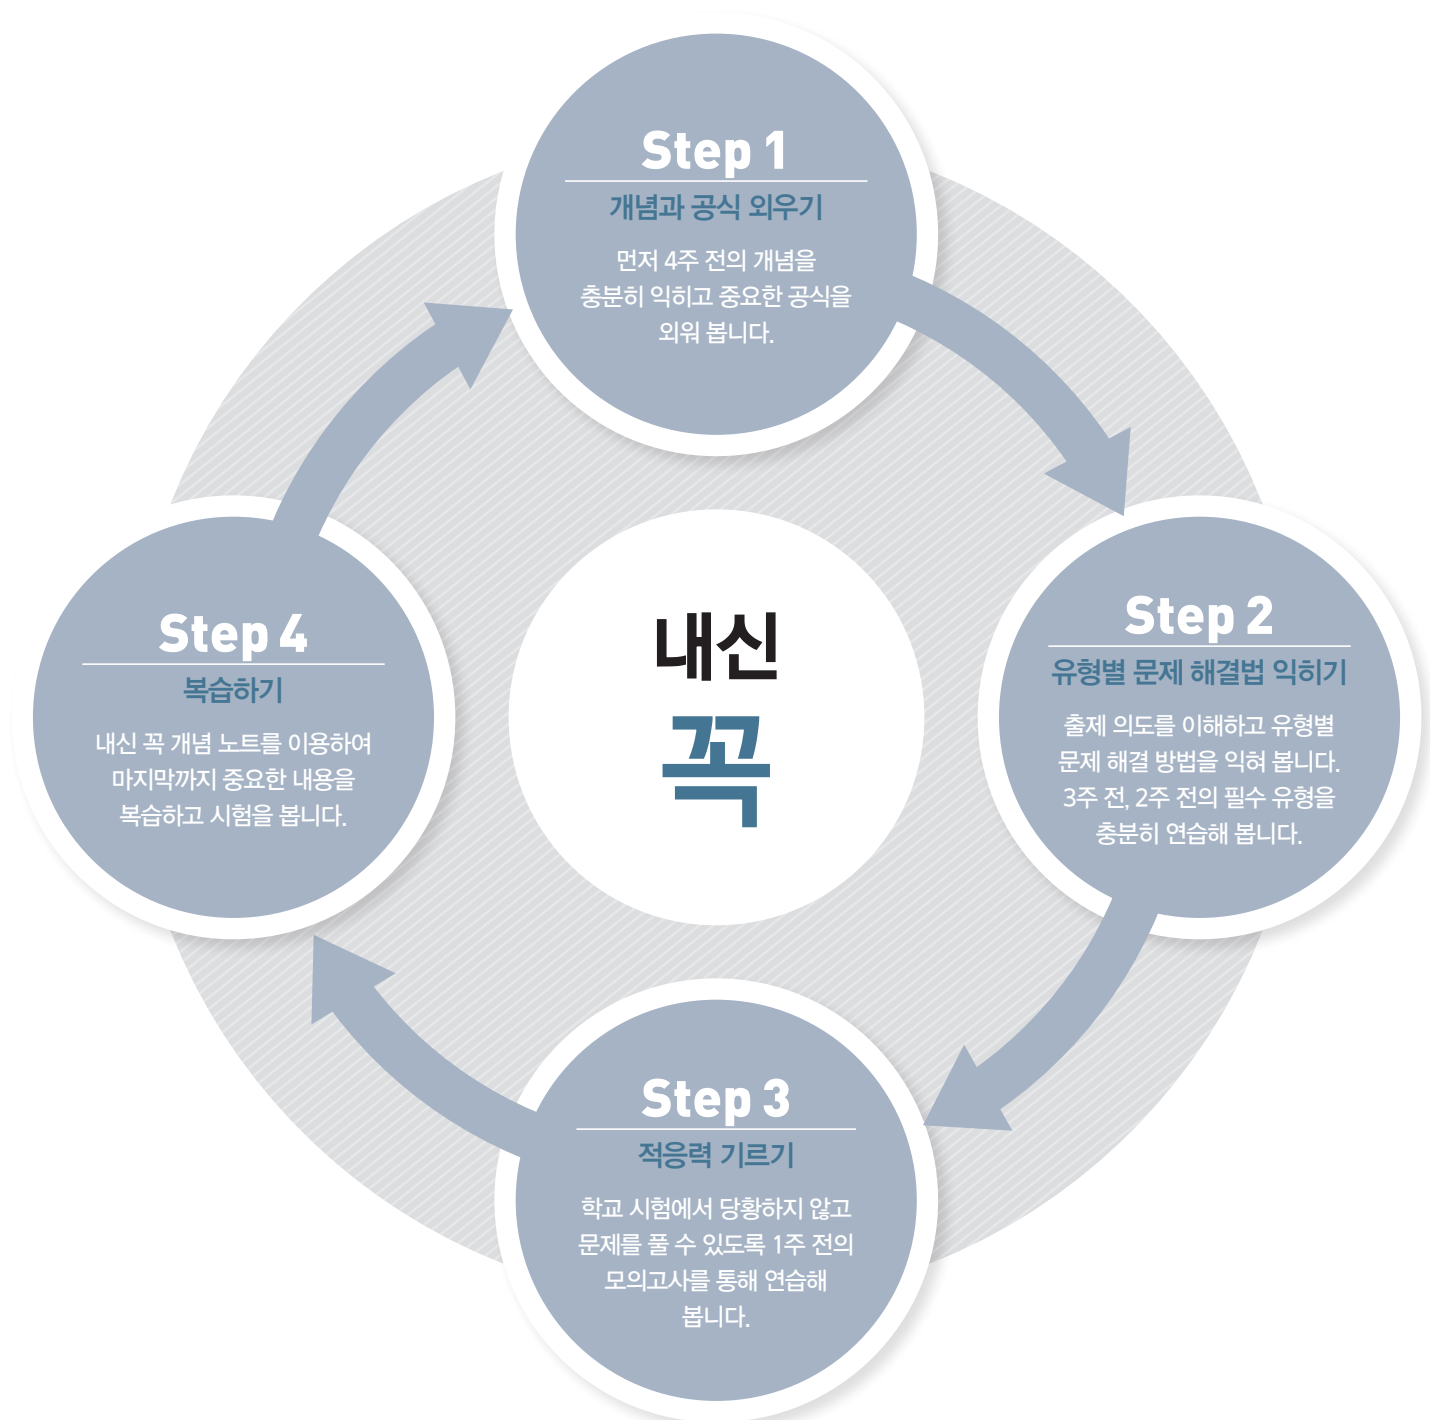 Step 1
개념과 공식 외우기
먼저 4주 전의 개념을
충분히 익히고 중요한 공식을
외워 봅니다.
Step 2
유형별 문제 해결법 익히기
출제 의도를 이해하고 유형별
문제 해결 방법을 익혀 봅니다.
3주 전, 2주 전의 필수 유형을
충분히 연습해 봅니다.
Step 3
적응력 기르기
학교 시험에서 당황하지 않고
문제를 풀 수 있도록 1주 전의
모의고사를 통해 연습해
봅니다.
Step 4
복습하기
내신 꼭 개념 노트를 이용하여
마지막까지 중요한 내용을
복습하고 시험을 봅니다.
내신
꼭